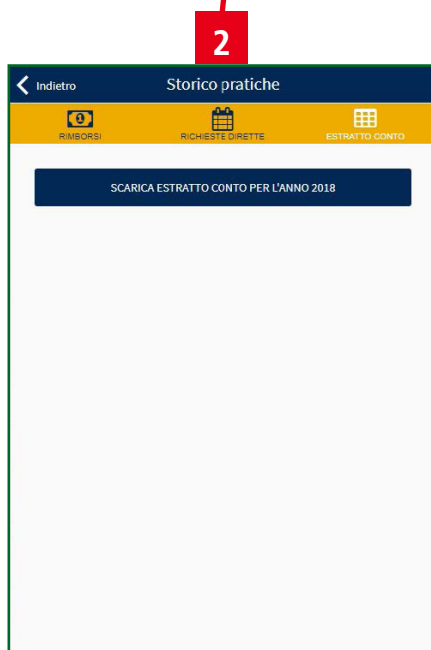 2
Indietro
Storico pratiche
RIMBORSI
RICHIESTE DIRETTE
ESTRATTO CONTO
SCARICA ESTRATTO CONTO PER L'ANNO 2018